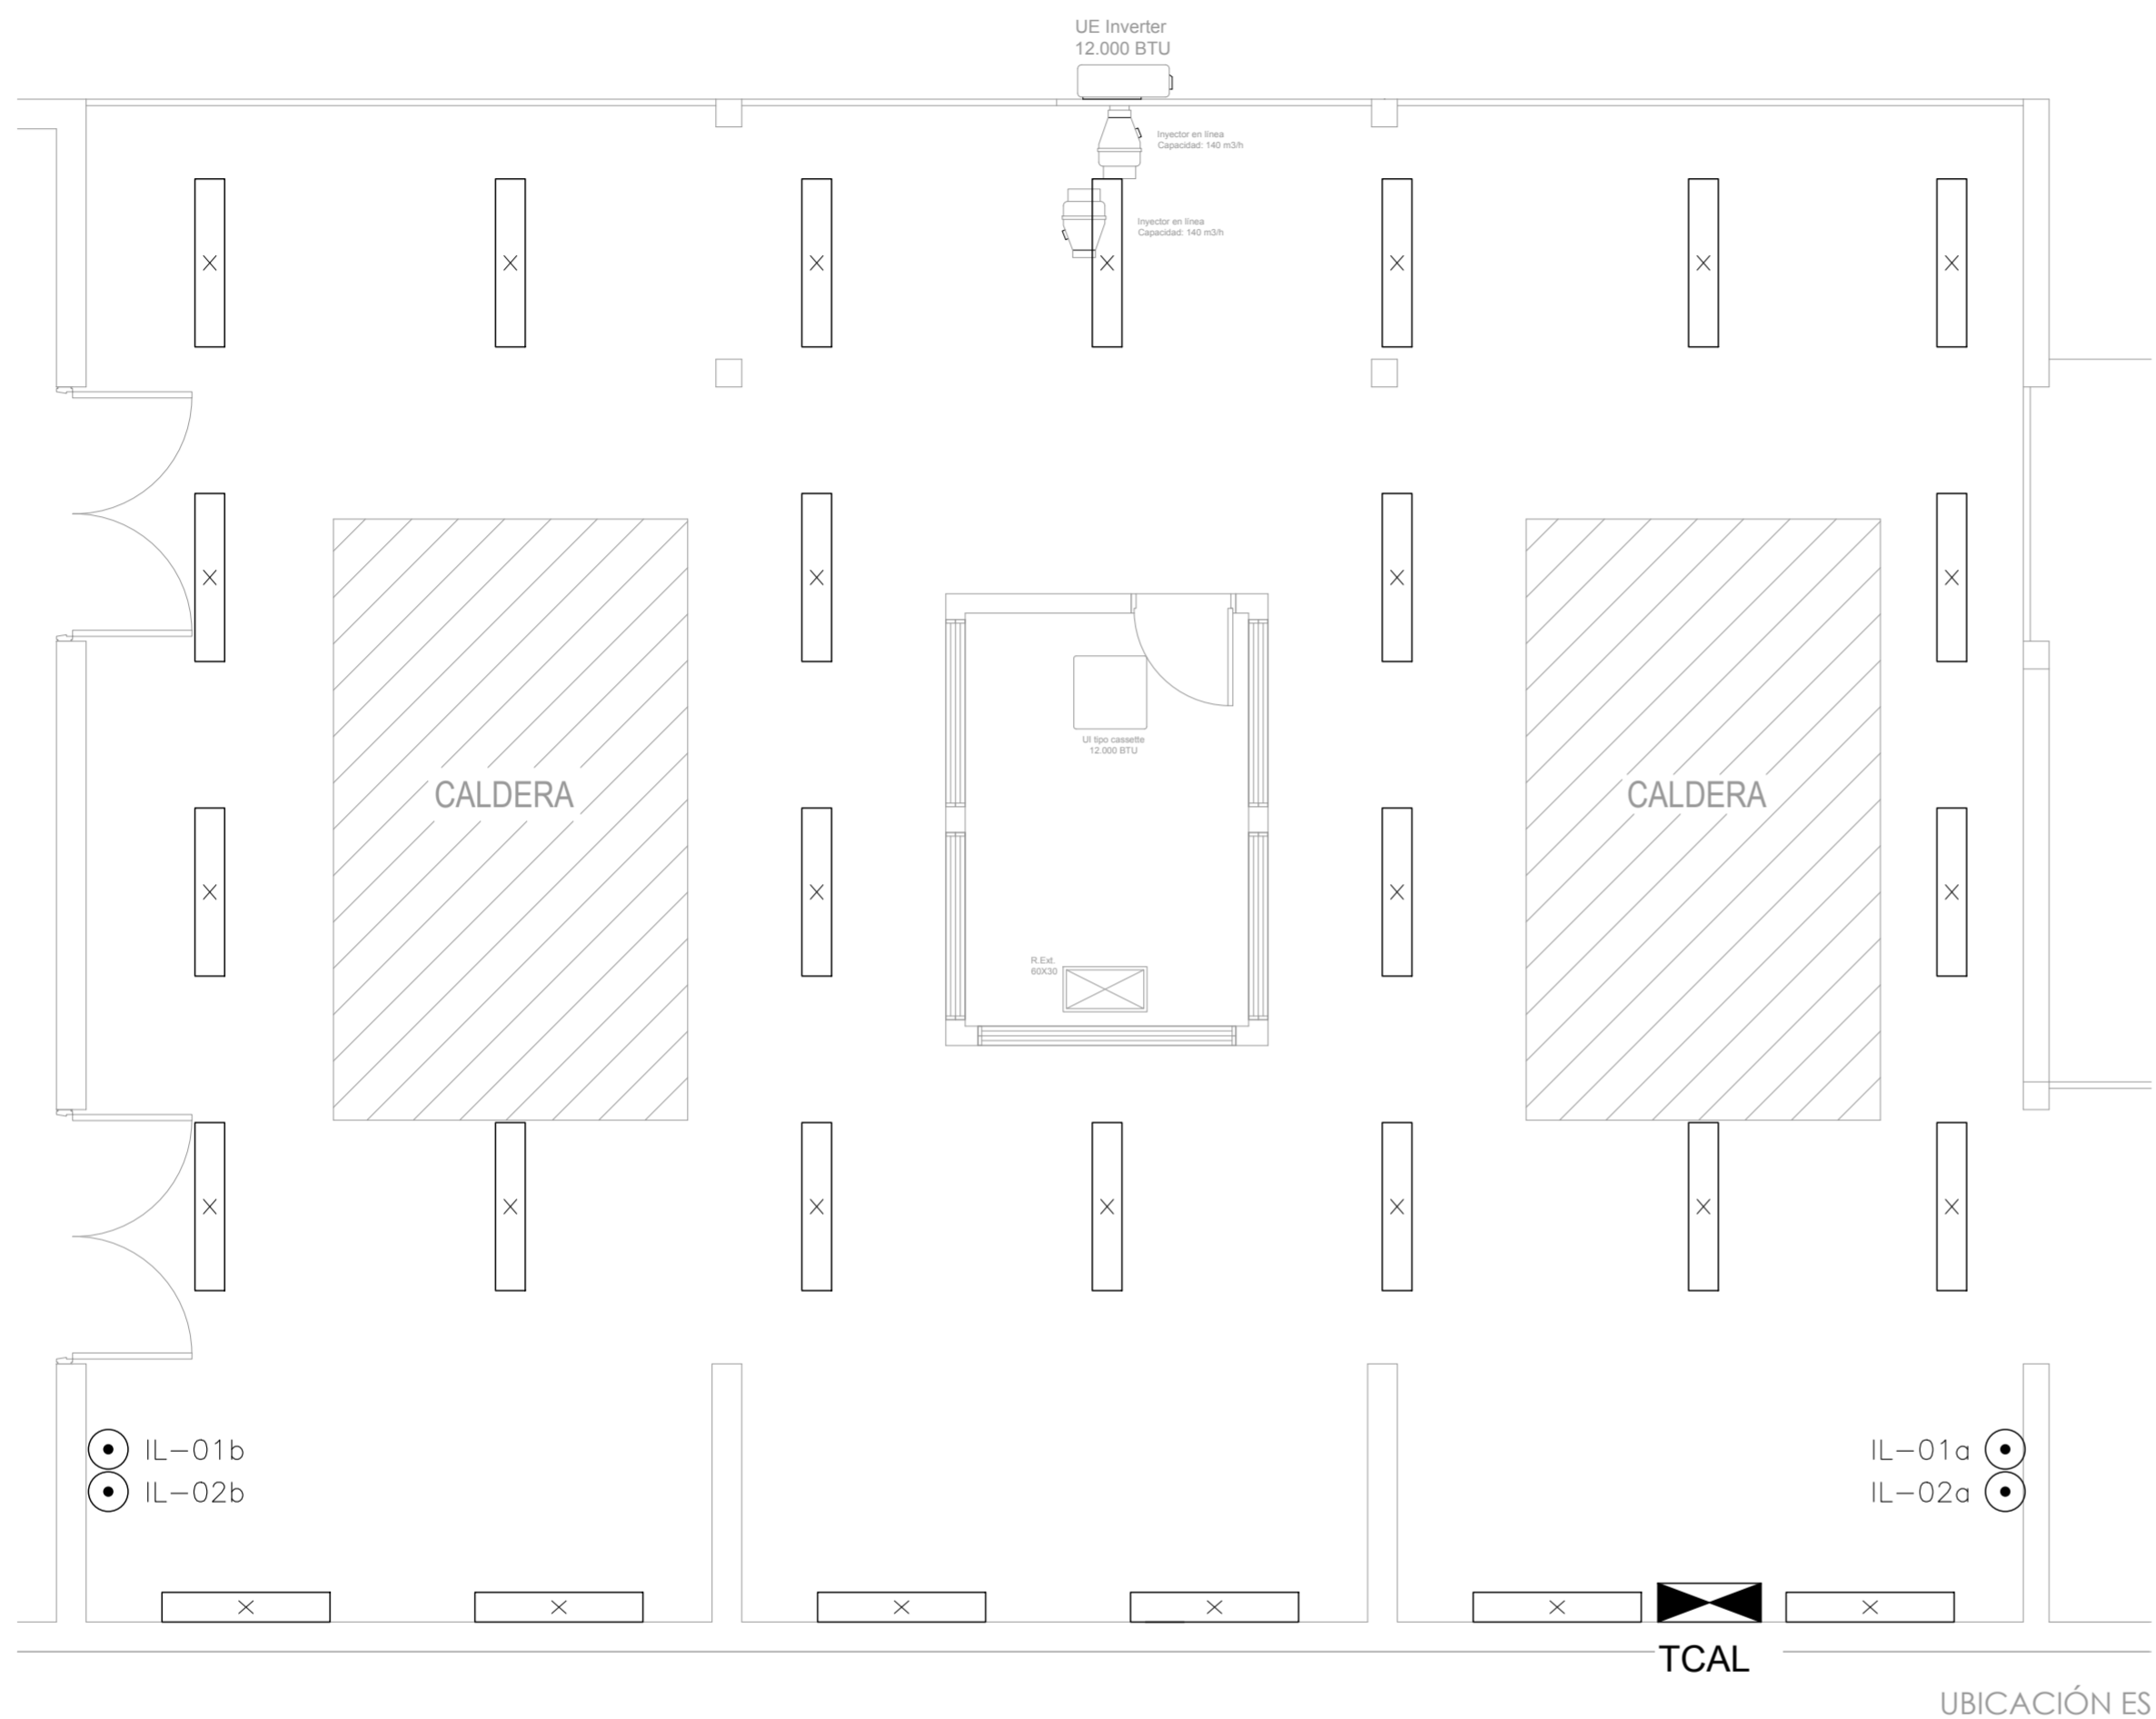 UE Inverter
12.000 BTU
Inyector en línea
Capacidad: 140 m3/h
Inyector en línea
Capacidad: 140 m3/h
UI tipo cassette
12.000 BTU
CALDERA
CALDERA
R.Ext.
60X30
IL-01b
IL-02b
IL-01a
IL-02a
TCAL
UBICACIÓN ES